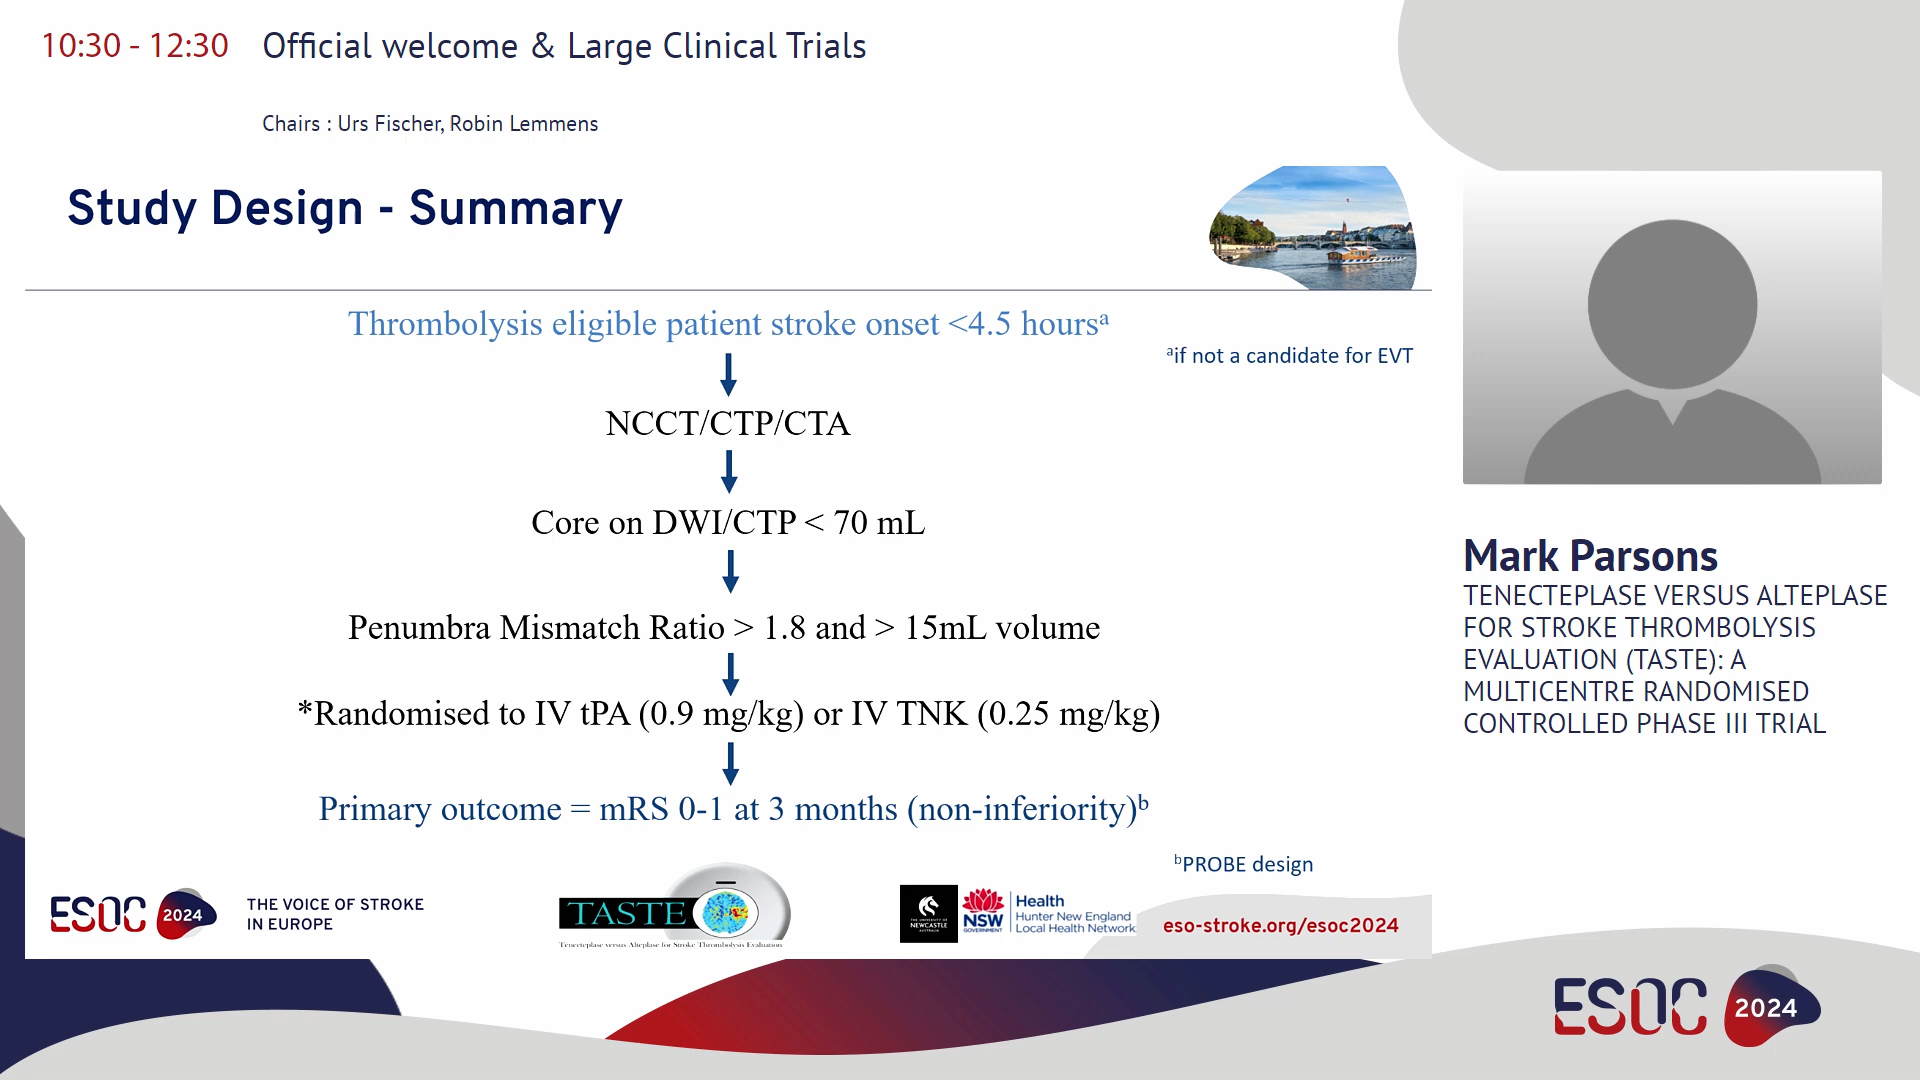 10:30 - 12:30 Official welcome & Large Clinical Trials
Chairs : Urs Fischer, Robin Lemmens
Study Design - Summary
Thrombolysis eligible patient stroke onset <4.5 hoursᵃ
ᵃif not a candidate for EVT
NCCT/CTP/CTA
Core on DWI/CTP < 70 mL
Penumbra Mismatch Ratio > 1.8 and > 15mL volume
*Randomised to IV tPA (0.9 mg/kg) or IV TNK (0.25 mg/kg)
Primary outcome = mRS 0-1 at 3 months (non-inferiority)ᵇ
ᵇPROBE design
ESOC 2024
THE VOICE OF STROKE
IN EUROPE
TASTE
Tenecteplase versus Alteplase for Stroke Thrombolysis Evaluation
THE UNIVERSITY OF
NEWCASTLE
AUSTRALIA
NSW
GOVERNMENT
Health
Hunter New England
Local Health Network
eso-stroke.org/esoc2024
Mark Parsons
TENECTEPLASE VERSUS ALTEPLASE
FOR STROKE THROMBOLYSIS
EVALUATION (TASTE): A
MULTICENTRE RANDOMISED
CONTROLLED PHASE III TRIAL
ESOC 2024